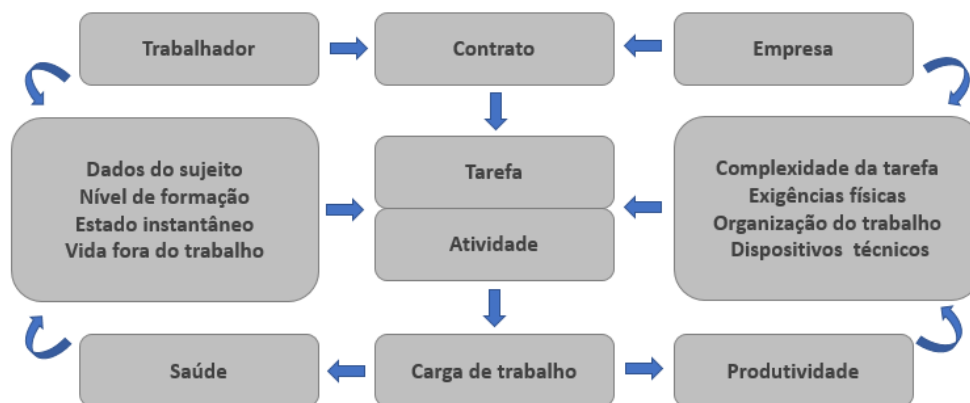 Trabalhador
Contrato
Empresa
Dados do sujeito
Nível de formação
Estado instantâneo
Vida fora do trabalho
Tarefa
Atividade
Complexidade da tarefa
Exigências físicas
Organização do trabalho
Dispositivos técnicos
Saúde
Carga de trabalho
Produtividade